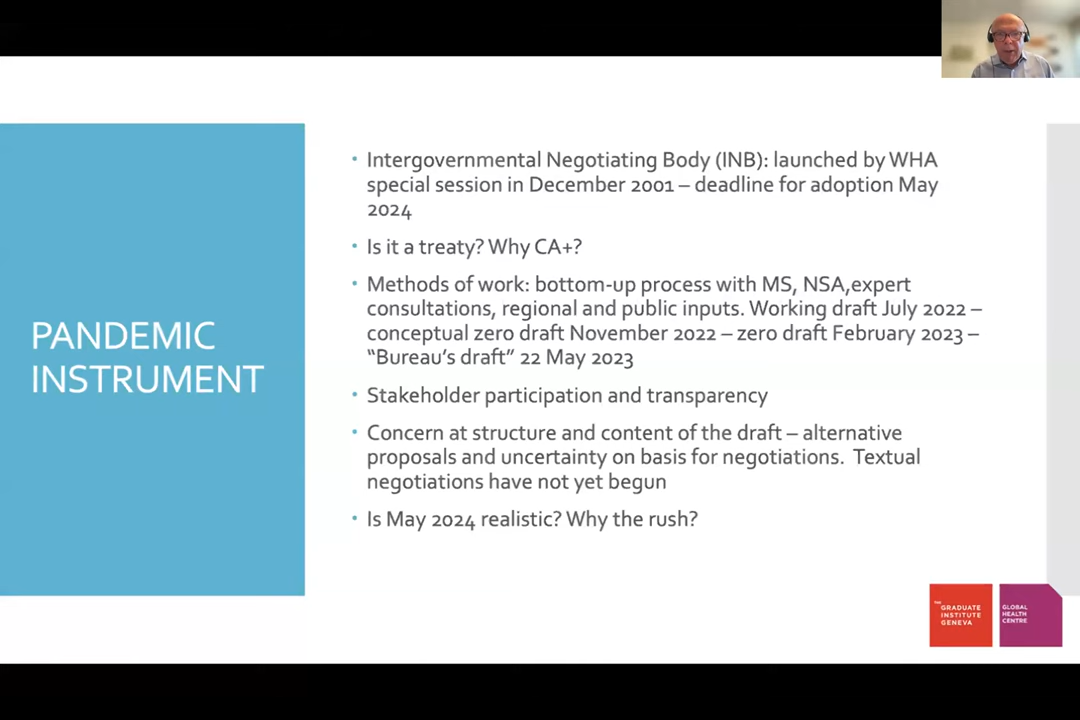 PANDEMIC
INSTRUMENT
• Intergovernmental Negotiating Body (INB): launched by WHA
special session in December 2001 – deadline for adoption May
2024
• Is it a treaty? Why CA+?
• Methods of work: bottom-up process with MS, NSA,expert
consultations, regional and public inputs. Working draft July 2022 –
conceptual zero draft November 2022 – zero draft February 2023 –
“Bureau’s draft” 22 May 2023
• Stakeholder participation and transparency
• Concern at structure and content of the draft – alternative
proposals and uncertainty on basis for negotiations.  Textual
negotiations have not yet begun
• Is May 2024 realistic? Why the rush?
THE
GRADUATE
INSTITUTE
GENEVA
GLOBAL
HEALTH
CENTRE